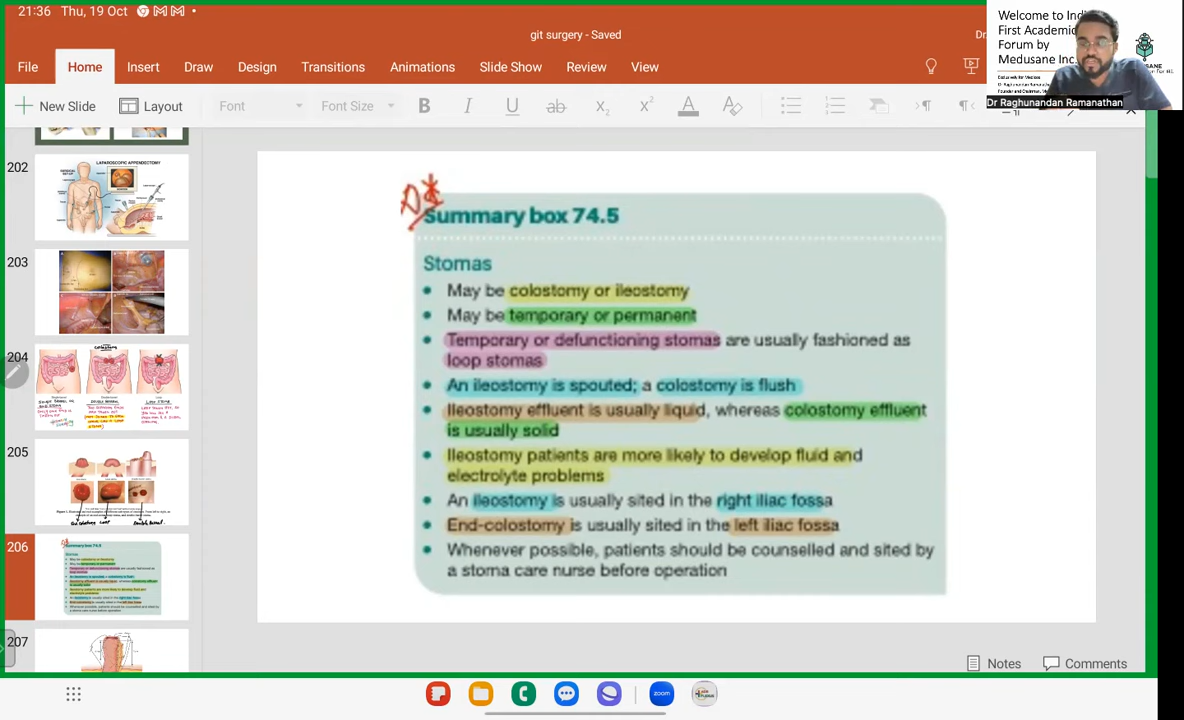 21:36 Thu, 19 Oct
git surgery - Saved
Dr.
Welcome to Ind
First Academic
Forum by
Medusane Inc.
Dr Raghunandan Ramanathan
File Home Insert Draw Design Transitions Animations Slide Show Review View
New Slide Layout Font Font Size B I U ab X₂ X² A
202
LAPAROSCOPIC APPENDECTOMY
203
204
205
206
207
Summary box 74.5
Stomas
• May be colostomy or ileostomy
• May be temporary or permanent
• Temporary or defunctioning stomas are usually fashioned as
loop stomas
• An ileostomy is spouted; a colostomy is flush
• Ileostomy effluent is usually liquid, whereas colostomy effluent
is usually solid
• Ileostomy patients are more likely to develop fluid and
electrolyte problems
• An ileostomy is usually sited in the right iliac fossa
• End-colostomy is usually sited in the left iliac fossa
• Whenever possible, patients should be counselled and sited by
a stoma care nurse before operation
Notes Comments
zoom